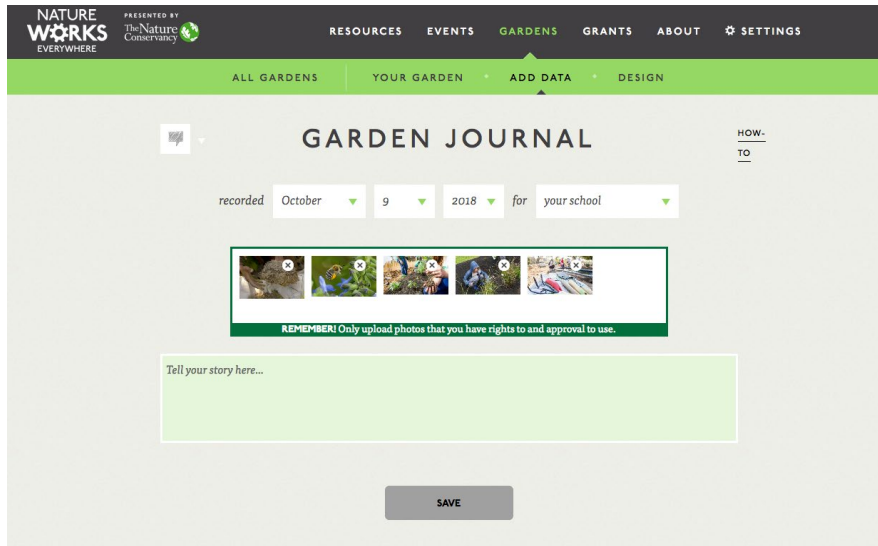 NATURE
WORKS
EVERYWHERE
PRESENTED BY
The Nature
Conservancy
RESOURCES EVENTS GARDENS GRANTS ABOUT SETTINGS
ALL GARDENS YOUR GARDEN ADD DATA DESIGN
GARDEN JOURNAL
HOW-
TO
recorded October 9 2018 for your school
REMEMBER! Only upload photos that you have rights to and approval to use.
Tell your story here...
SAVE